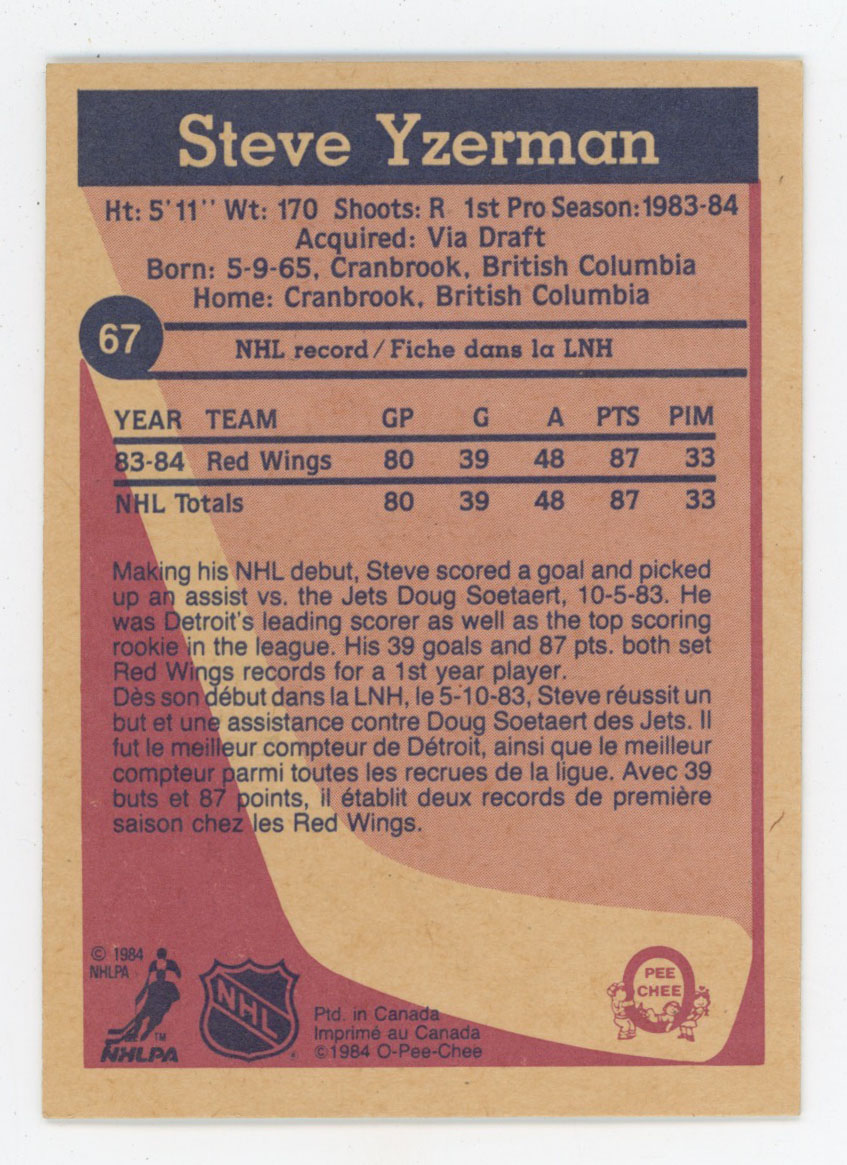 Steve Yzerman
Ht: 5'11" Wt: 170 Shoots: R 1st Pro Season: 1983-84
Acquired: Via Draft
Born: 5-9-65, Cranbrook, British Columbia
Home: Cranbrook, British Columbia
67
NHL record/Fiche dans la LNH
YEAR TEAM GP G A PTS PIM
83-84 Red Wings 80 39 48 87 33
NHL Totals 80 39 48 87 33
Making his NHL debut, Steve scored a goal and picked
up an assist vs. the Jets Doug Soetaert, 10-5-83. He
was Detroit's leading scorer as well as the top scoring
rookie in the league. His 39 goals and 87 pts. both set
Red Wings records for a 1st year player.
Dès son début dans la LNH, le 5-10-83, Steve réussit un
but et une assistance contre Doug Soetaert des Jets. Il
fut le meilleur compteur de Détroit, ainsi que le meilleur
compteur parmi toutes les recrues de la ligue. Avec 39
buts et 87 points, il établit deux records de première
saison chez les Red Wings.
© 1984
NHLPA
TM
NHLPA
NHL
Ptd. in Canada
Imprimé au Canada
©1984 O-Pee-Chee
PEE
CHEE